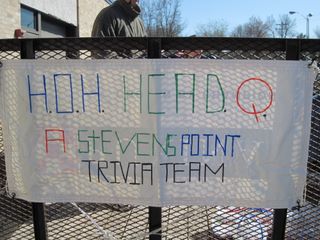 H.O.H. HEAD.Q.
A STEVENS POINT
TRIVIA TEAM